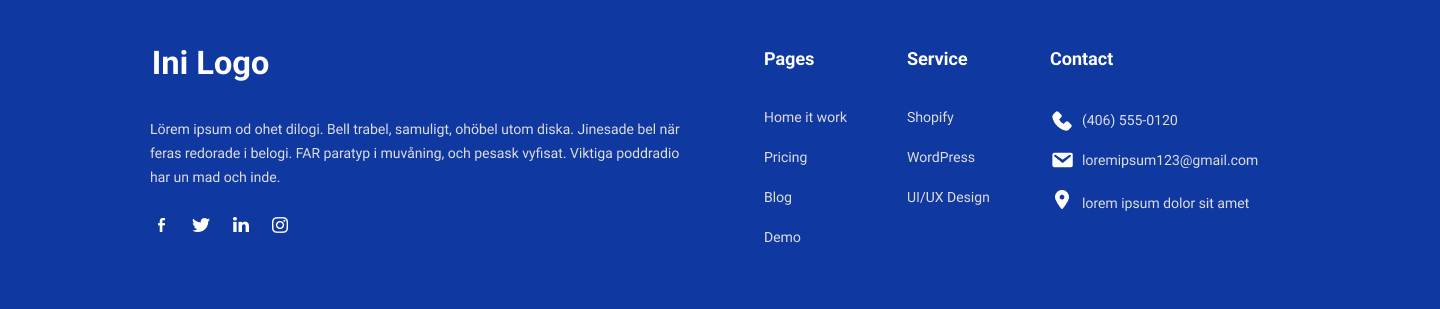 Ini Logo
Lörem ipsum od ohet dilogi. Bell trabel, samuligt, ohöbel utom diska. Jinesade bel när
feras redorade i belogi. FAR paratyp i muvåning, och pesask vyfisat. Viktiga poddradio
har un mad och inde.
Pages
Home it work
Pricing
Blog
Demo
Service
Shopify
WordPress
UI/UX Design
Contact
(406) 555-0120
loremipsum123@gmail.com
lorem ipsum dolor sit amet